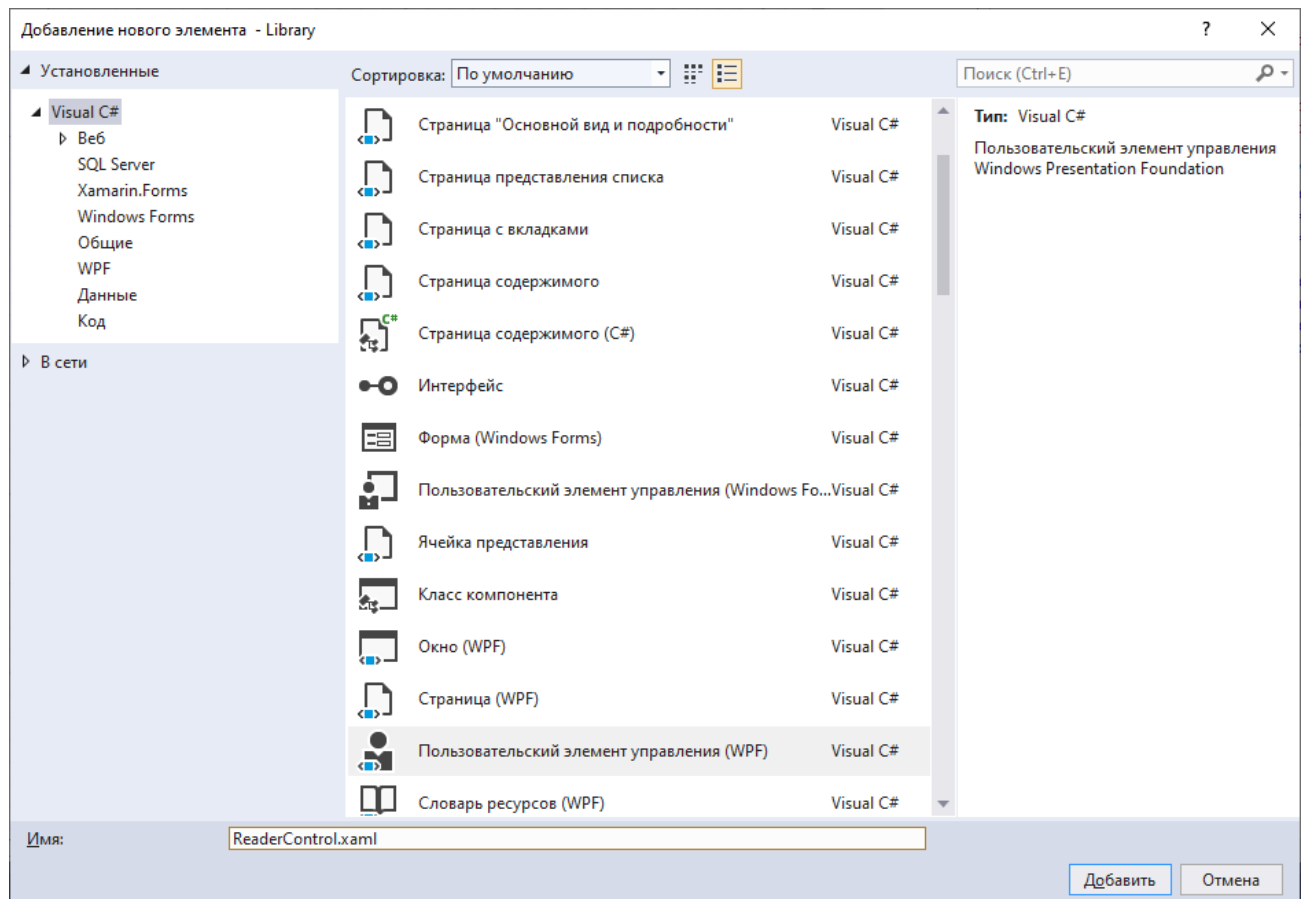 Добавление нового элемента - Library
?
Установленные
Сортировка: По умолчанию
Поиск (Ctrl+E)
Visual C#
Веб
SQL Server
Xamarin.Forms
Windows Forms
Общие
WPF
Данные
Код
В сети
Страница "Основной вид и подробности" Visual C#
Страница представления списка Visual C#
Страница с вкладками Visual C#
Страница содержимого Visual C#
C#
Страница содержимого (C#) Visual C#
Интерфейс Visual C#
Форма (Windows Forms) Visual C#
Пользовательский элемент управления (Windows Fo...Visual C#
Ячейка представления Visual C#
Класс компонента Visual C#
Окно (WPF) Visual C#
Страница (WPF) Visual C#
Пользовательский элемент управления (WPF) Visual C#
Словарь ресурсов (WPF) Visual C#
Тип: Visual C#
Пользовательский элемент управления
Windows Presentation Foundation
Имя: ReaderControl.xaml
Добавить Отмена